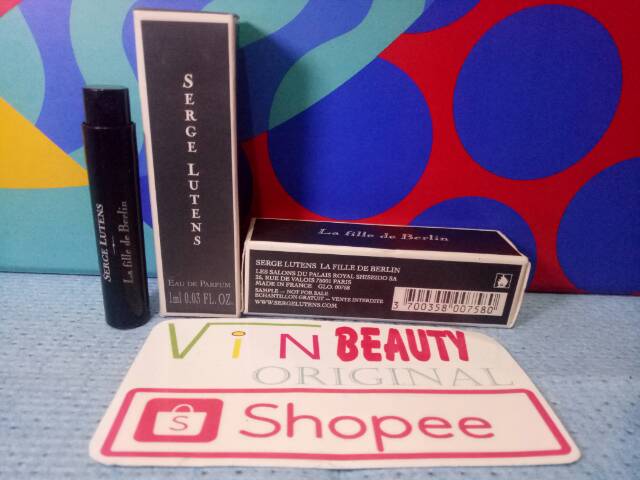 SERGE LUTENS
La fille de Berlin
SERGE LUTENS
EAU DE PARFUM
1ml 0.03 FL. OZ
La fille de Berlin
SERGE LUTENS LA FILLE DE BERLIN
LES SALONS DU PALAIS ROYAL SHISEIDO SA
26, RUE DE VALOIS 75001 PARIS
MADE IN FRANCE GLO. 00/68
SAMPLE – NOT FOR SALE
ECHANTILLON GRATUIT – VENTE INTERDITE
WWW.SERGELUTENS.COM
3 700358 007580
ViN BEAUTY
ORIGINAL
S Shopee